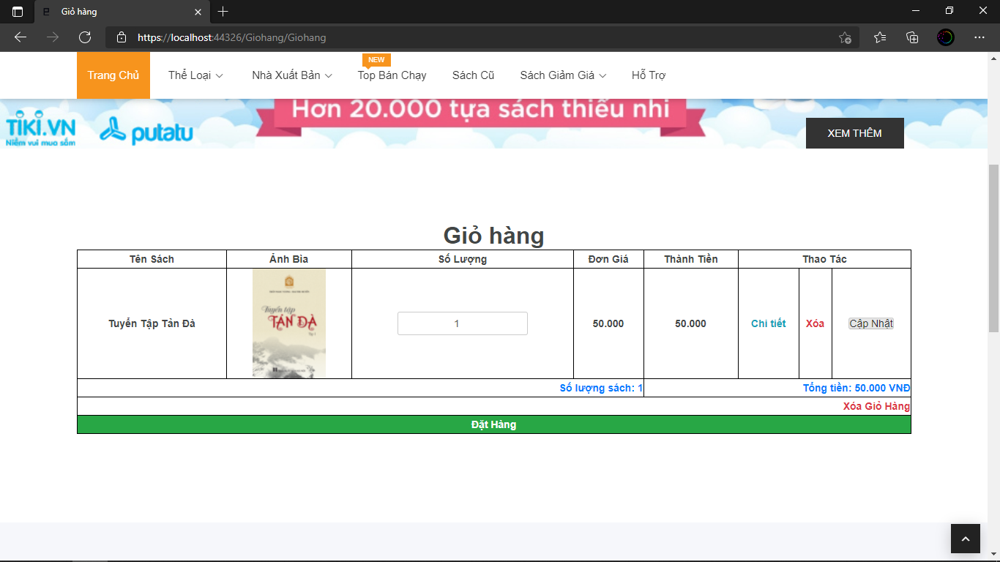 Giỏ hàng
https://localhost:44326/Giohang/Giohang
NEW
Trang Chủ Thể Loại Nhà Xuất Bản Top Bán Chạy Sách Cũ Sách Giảm Giá Hỗ Trợ
Hơn 20.000 tựa sách thiếu nhi
TIKI.VN putatu
Niềm vui mua sắm
XEM THÊM
Giỏ hàng
Tên Sách Ảnh Bìa Số Lượng Đơn Giá Thành Tiền Thao Tác
Tuyển tập
TẢN ĐÀ
Tuyển Tập Tản Đà 1 50.000 50.000 Chi tiết Xóa Cập Nhật
Số lượng sách: 1 Tổng tiền: 50.000 VNĐ
Xóa Giỏ Hàng
Đặt Hàng